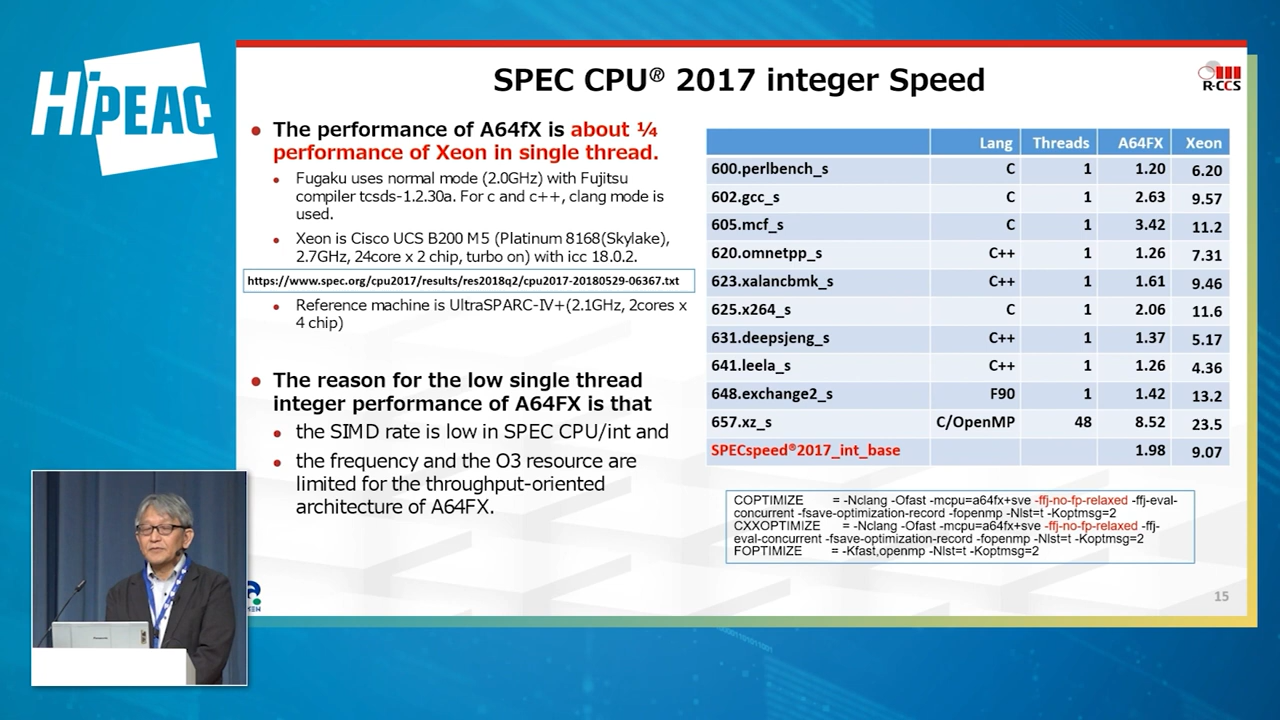 HiPEAC
SPEC CPU® 2017 integer Speed
R-CCS
• The performance of A64fX is about ¼
performance of Xeon in single thread.
• Fugaku uses normal mode (2.0GHz) with Fujitsu
compiler tcsds-1.2.30a. For c and c++, clang mode is
used.
• Xeon is Cisco UCS B200 M5 (Platinum 8168(Skylake),
2.7GHz, 24core x 2 chip, turbo on) with icc 18.0.2.
https://www.spec.org/cpu2017/results/res2018q2/cpu2017-20180529-06367.txt
• Reference machine is UltraSPARC-IV+(2.1GHz, 2cores x
4 chip)
• The reason for the low single thread
integer performance of A64FX is that
• the SIMD rate is low in SPEC CPU/int and
• the frequency and the O3 resource are
limited for the throughput-oriented
architecture of A64FX.
Lang Threads A64FX Xeon
600.perlbench_s C 1 1.20 6.20
602.gcc_s C 1 2.63 9.57
605.mcf_s C 1 3.42 11.2
620.omnetpp_s C++ 1 1.26 7.31
623.xalancbmk_s C++ 1 1.61 9.46
625.x264_s C 1 2.06 11.6
631.deepsjeng_s C++ 1 1.37 5.17
641.leela_s C++ 1 1.26 4.36
648.exchange2_s F90 1 1.42 13.2
657.xz_s C/OpenMP 48 8.52 23.5
SPECspeed®2017_int_base 1.98 9.07
COPTIMIZE = -Nclang -Ofast -mcpu=a64fx+sve -ffj-no-fp-relaxed -ffj-eval-
concurrent -fsave-optimization-record -fopenmp -Nlst=t -Koptmsg=2
CXXOPTIMIZE = -Nclang -Ofast -mcpu=a64fx+sve -ffj-no-fp-relaxed -ffj-
eval-concurrent -fsave-optimization-record -fopenmp -Nlst=t -Koptmsg=2
FOPTIMIZE = -Kfast,openmp -Nlst=t -Koptmsg=2
15